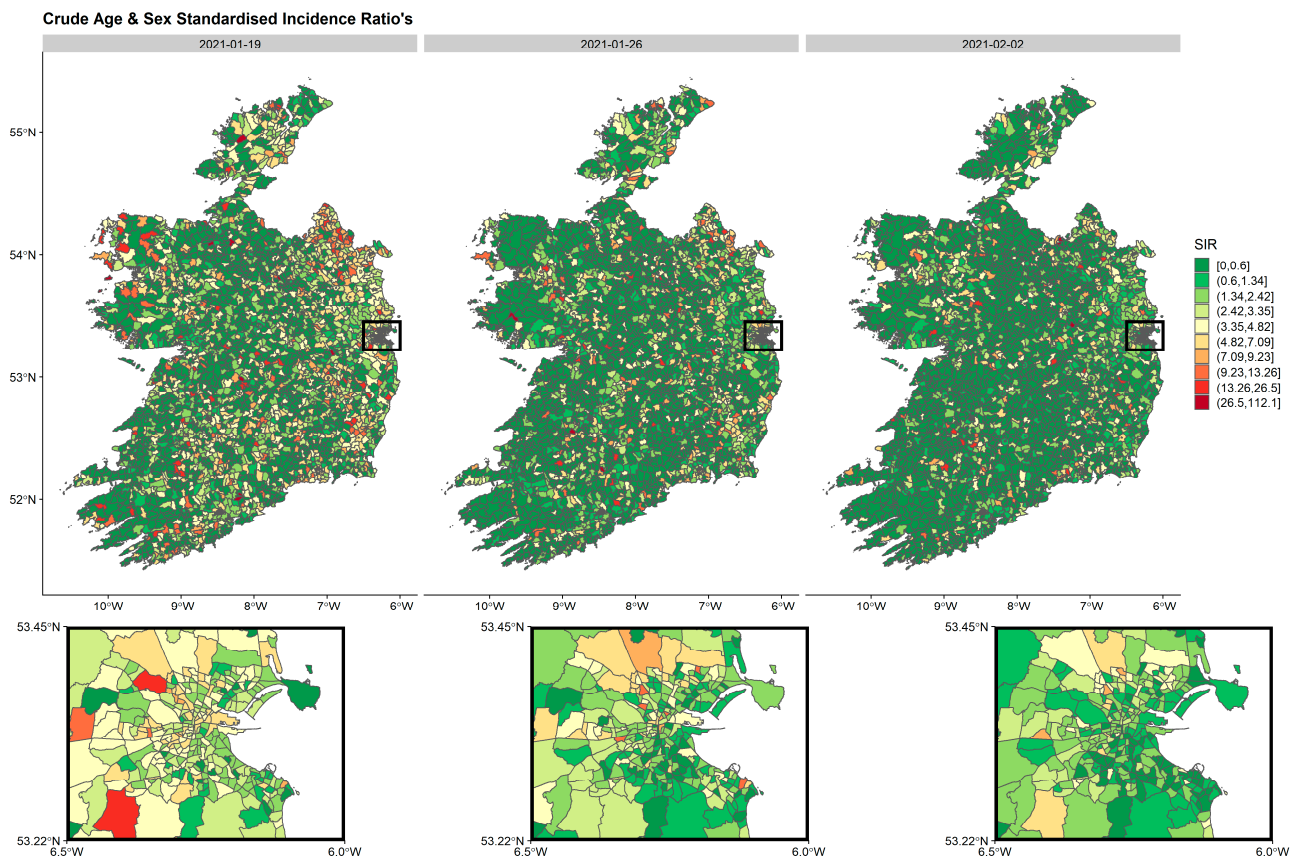 Crude Age & Sex Standardised Incidence Ratio's
2021-01-19
2021-01-26
2021-02-02
55°N
54°N
53°N
52°N
10°W 9°W 8°W 7°W 6°W
10°W 9°W 8°W 7°W 6°W
10°W 9°W 8°W 7°W 6°W
SIR
[0,0.6]
(0.6,1.34]
(1.34,2.42]
(2.42,3.35]
(3.35,4.82]
(4.82,7.09]
(7.09,9.23]
(9.23,13.26]
(13.26,26.5]
(26.5,112.1]
53.45°N
53.22°N
6.5°W 6.0°W
53.45°N
53.22°N
6.5°W 6.0°W
53.45°N
53.22°N
6.5°W 6.0°W